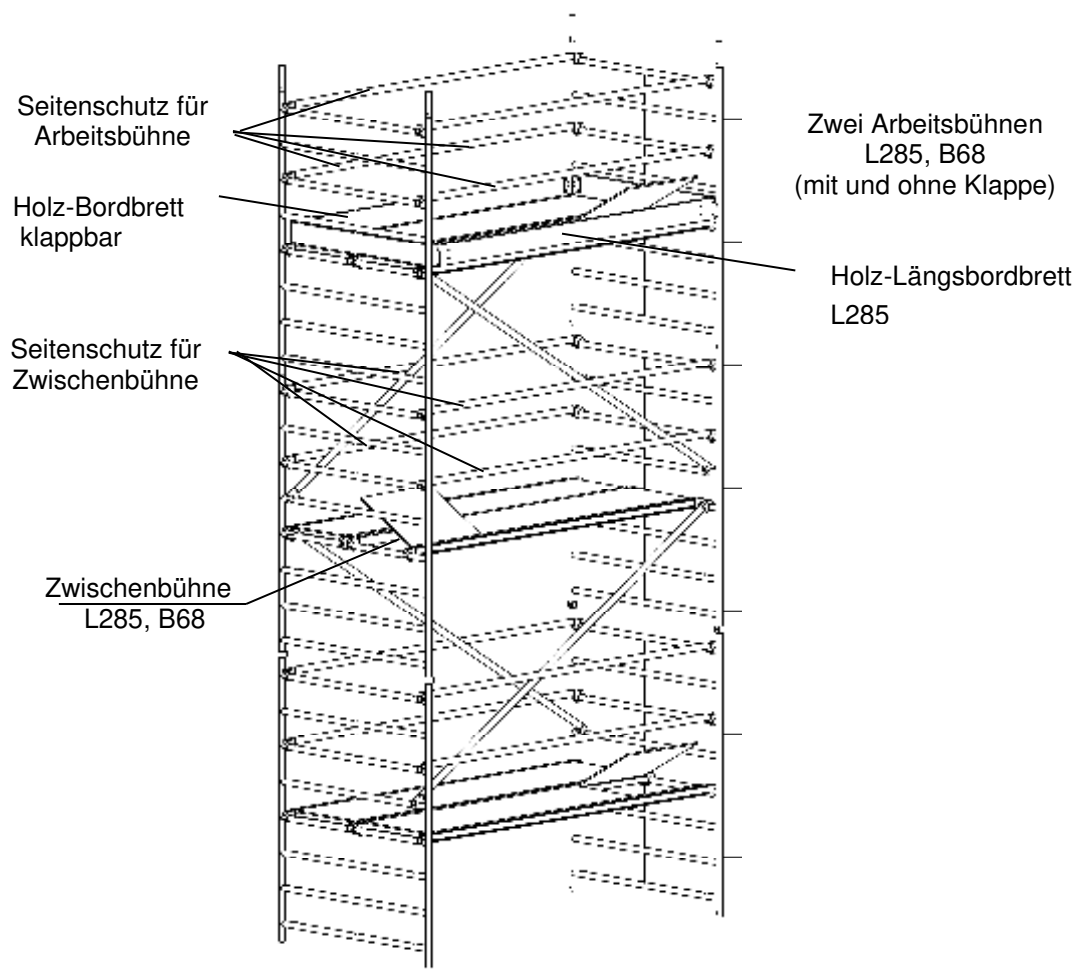 Seitenschutz für
Arbeitsbühne
Zwei Arbeitsbühnen
L285, B68
(mit und ohne Klappe)
Holz-Bordbrett
klappbar
Holz-Längsbordbrett
L285
Seitenschutz für
Zwischenbühne
Zwischenbühne
L285, B68